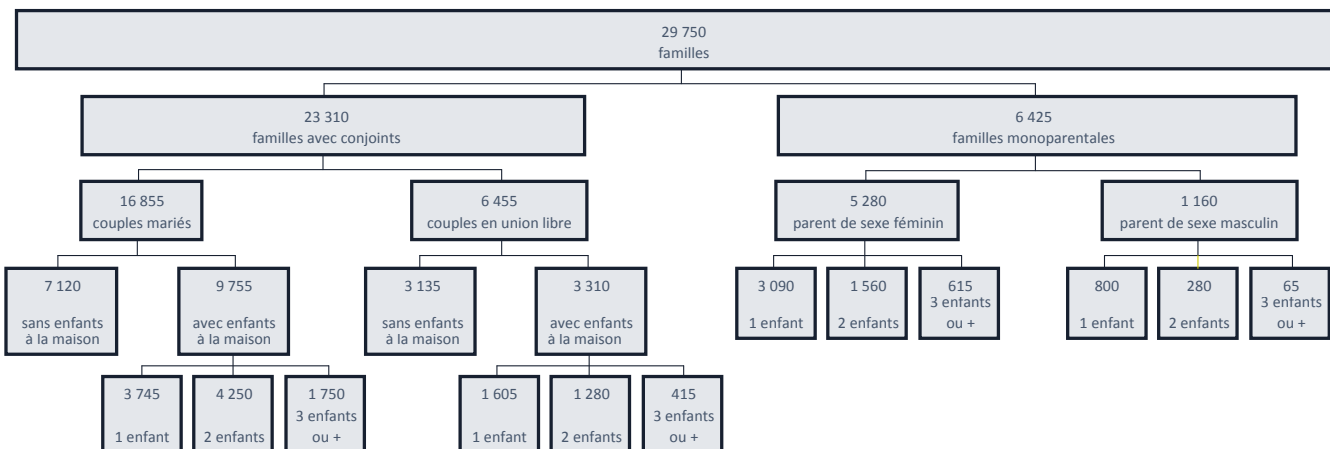 29 750
familles
23 310
familles avec conjoints
6 425
familles monoparentales
16 855
couples mariés
6 455
couples en union libre
5 280
parent de sexe féminin
1 160
parent de sexe masculin
7 120
sans enfants
à la maison
9 755
avec enfants
à la maison
3 135
sans enfants
à la maison
3 310
avec enfants
à la maison
3 090
1 enfant
1 560
2 enfants
615
3 enfants
ou +
800
1 enfant
280
2 enfants
65
3 enfants
ou +
3 745
1 enfant
4 250
2 enfants
1 750
3 enfants
ou +
1 605
1 enfant
1 280
2 enfants
415
3 enfants
ou +